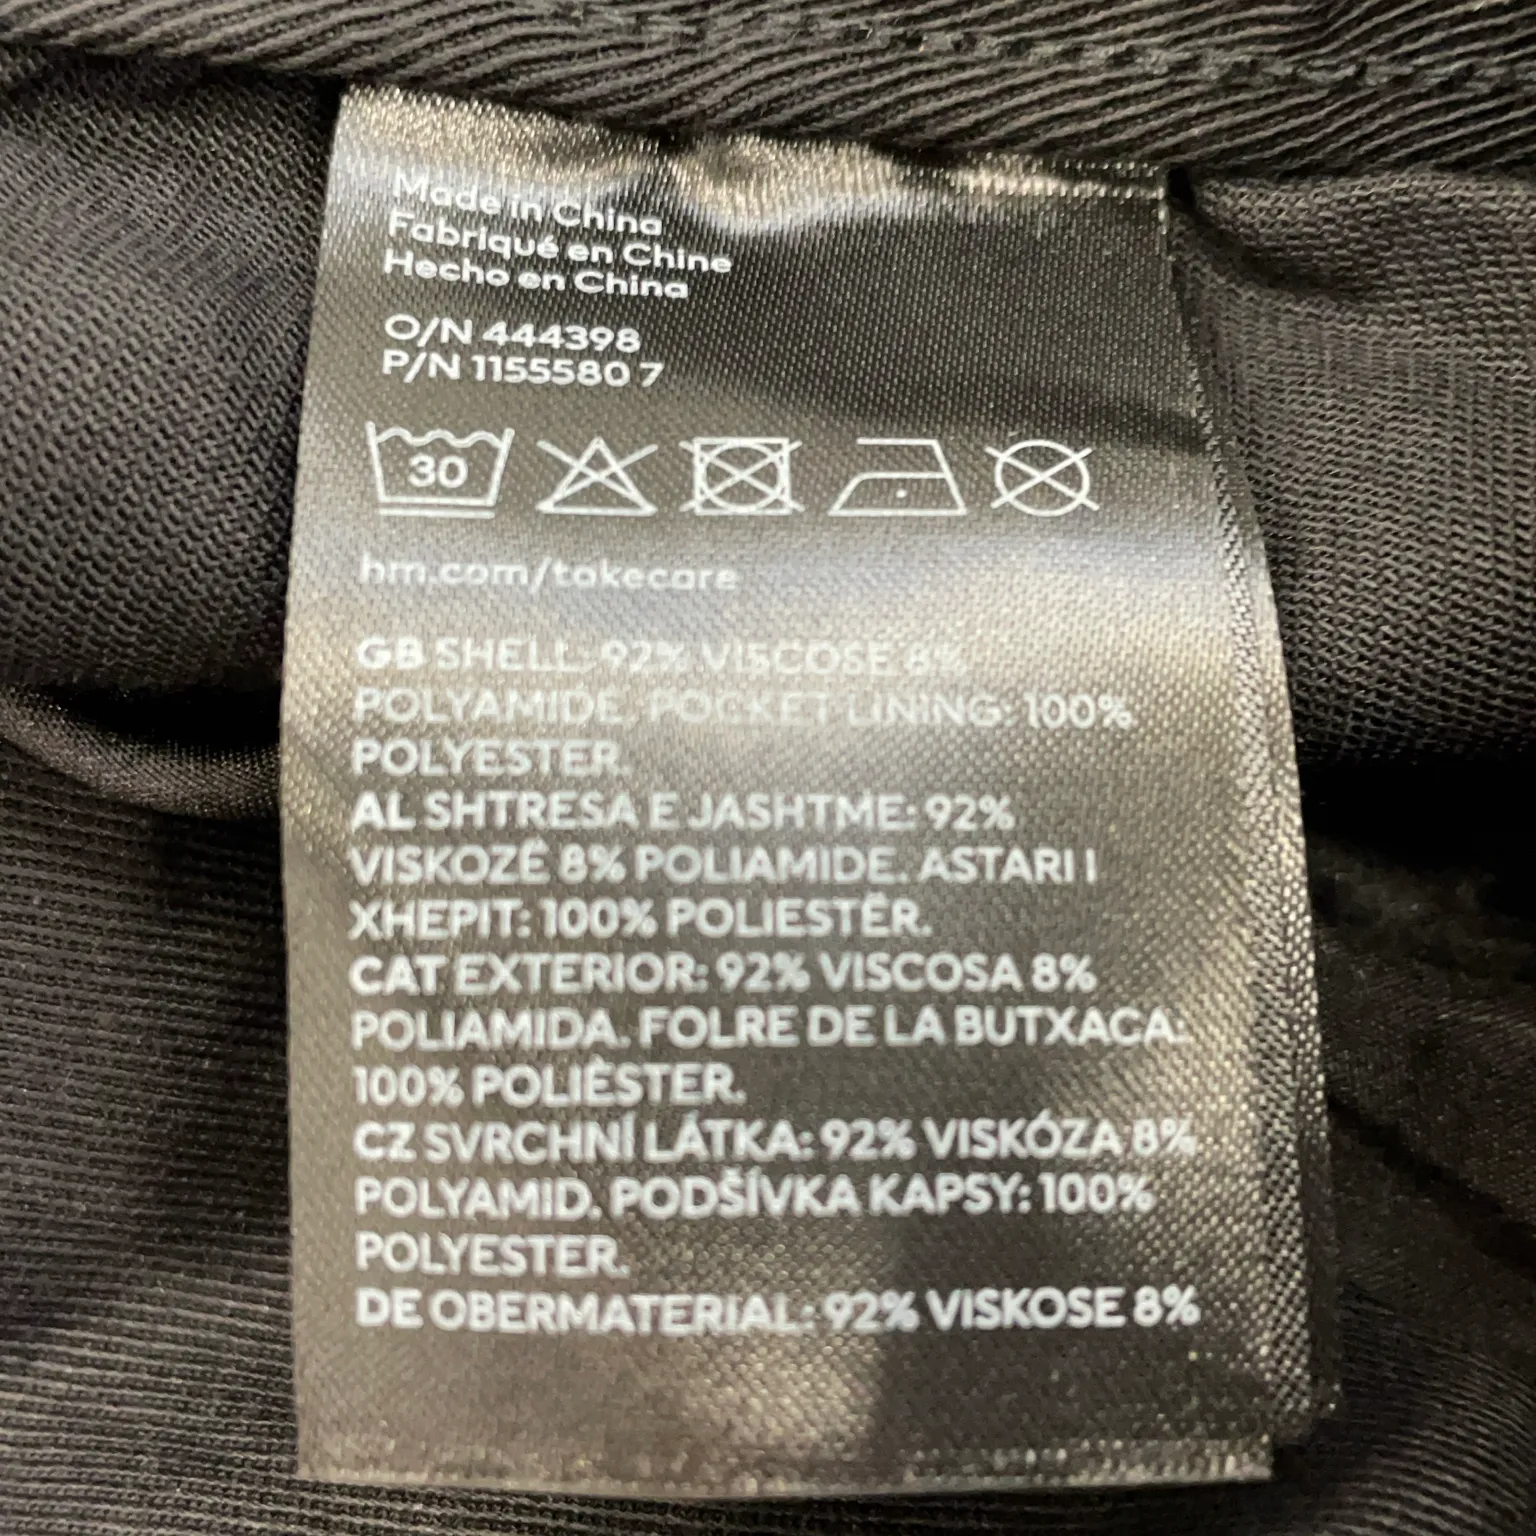 Made in China
Fabriqué en Chine
Hecho en China
O/N 444398
P/N 1155580 7
30
hm.com/takecare
GB SHELL: 92% VISCOSE 8%
POLYAMIDE. POCKET LINING: 100%
POLYESTER.
AL SHTRESA E JASHTME: 92%
VISKOZË 8% POLIAMIDE. ASTARI I
XHEPIT: 100% POLIESTËR.
CAT EXTERIOR: 92% VISCOSA 8%
POLIAMIDA. FOLRE DE LA BUTXACA:
100% POLIÈSTER.
CZ SVRCHNÍ LÁTKA: 92% VISKÓZA 8%
POLYAMID. PODŠÍVKA KAPSY: 100%
POLYESTER.
DE OBERMATERIAL: 92% VISKOSE 8%